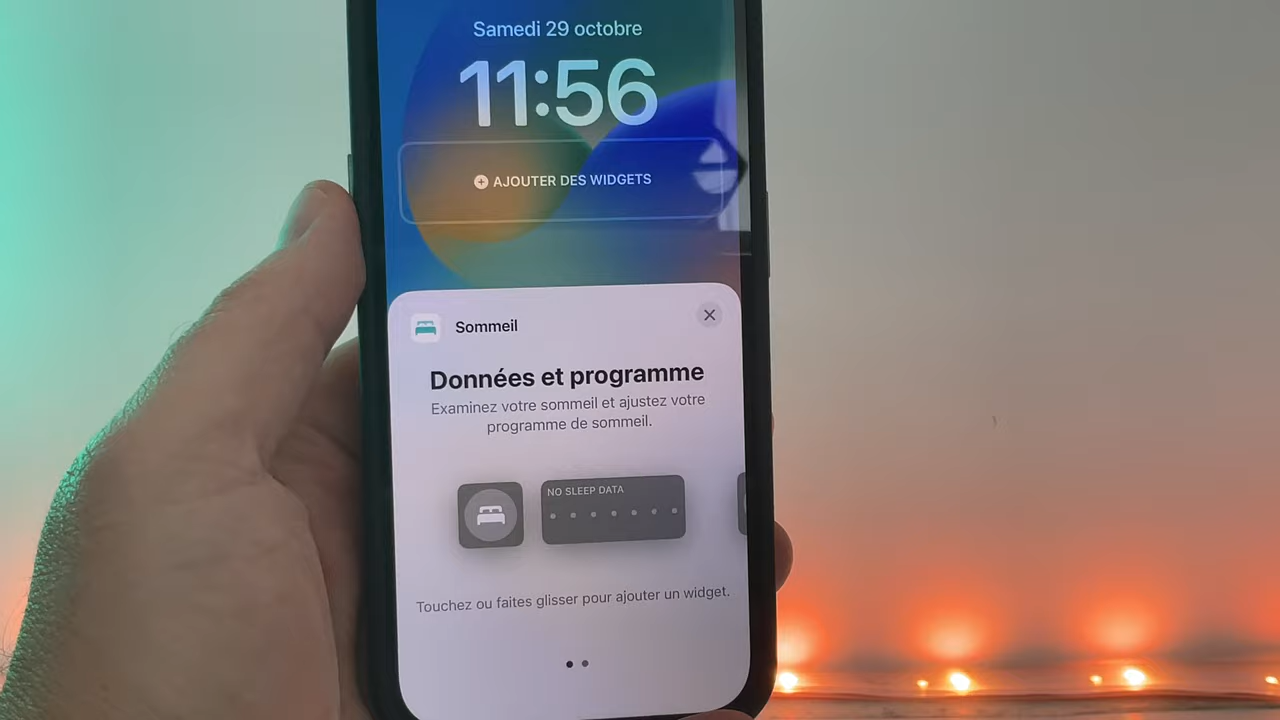 Samedi 29 octobre
11:56
AJOUTER DES WIDGETS
Sommeil
Données et programme
Examinez votre sommeil et ajustez votre
programme de sommeil.
NO SLEEP DATA
Touchez ou faites glisser pour ajouter un widget.